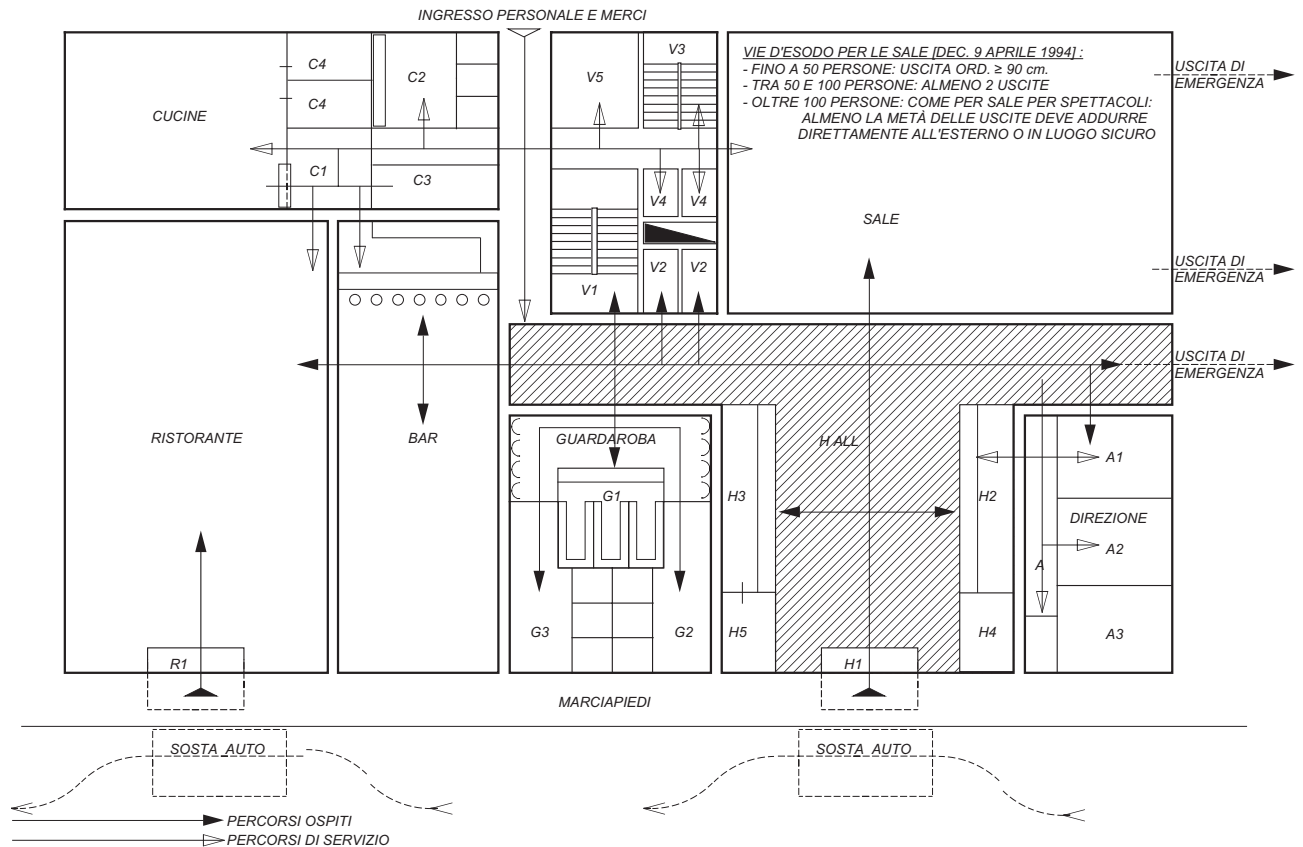 INGRESSO PERSONALE E MERCI
VIE D'ESODO PER LE SALE [DEC. 9 APRILE 1994] :
- FINO A 50 PERSONE: USCITA ORD. ≥ 90 cm.
- TRA 50 E 100 PERSONE: ALMENO 2 USCITE
- OLTRE 100 PERSONE: COME PER SALE PER SPETTACOLI:
ALMENO LA METÀ DELLE USCITE DEVE ADDURRE
DIRETTAMENTE ALL'ESTERNO O IN LUOGO SICURO
USCITA DI
EMERGENZA
C4
C2
V5
V3
C4
CUCINE
C1
C3
V4
V4
SALE
V1
V2
V2
USCITA DI
EMERGENZA
USCITA DI
EMERGENZA
RISTORANTE
BAR
GUARDAROBA
H ALL
A1
G1
H3
H2
DIREZIONE
A2
A
G3
G2
H5
H4
A3
R1
H1
MARCIAPIEDI
SOSTA AUTO
SOSTA AUTO
PERCORSI OSPITI
PERCORSI DI SERVIZIO